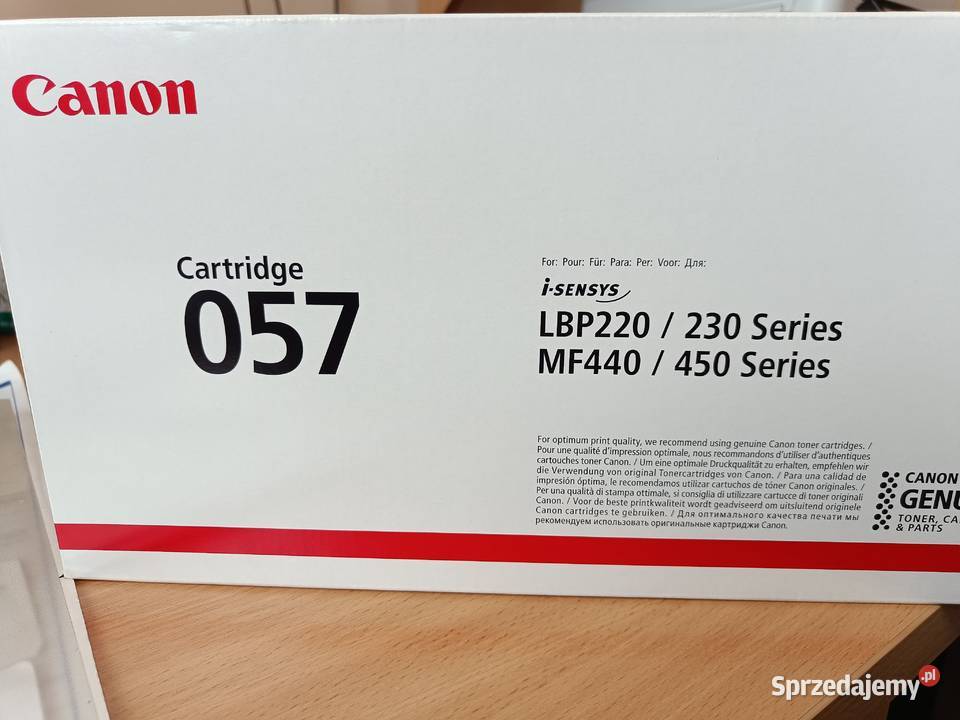 Canon
Cartridge
057
For: Pour: Für: Para: Per: Voor: Для:
i-SENSYS
LBP220 / 230 Series
MF440 / 450 Series
For optimum print quality, we recommend using genuine Canon toner cartridges. /
Pour une qualité d'impression optimale, nous recommandons d'utiliser d'authentiques
cartouches toner Canon. / Um eine optimale Druckqualität zu erhalten, empfehlen wir
die Verwendung von original Tonercartridges von Canon. / Para una calidad de
impresión óptima, le recomendamos utilizar cartuchos de tóner Canon originales. /
Per una qualità di stampa ottimale, si consiglia di utilizzare cartucce di toner originali
Canon. / Voor de beste printkwaliteit wordt geadviseerd om uitsluitend originele
Canon cartridges te gebruiken. / Для оптимального качества печати мы
рекомендуем использовать оригинальные картриджи Canon.
CANON
GENU
TONER, CA
& PARTS
Sprzedajemy.pl